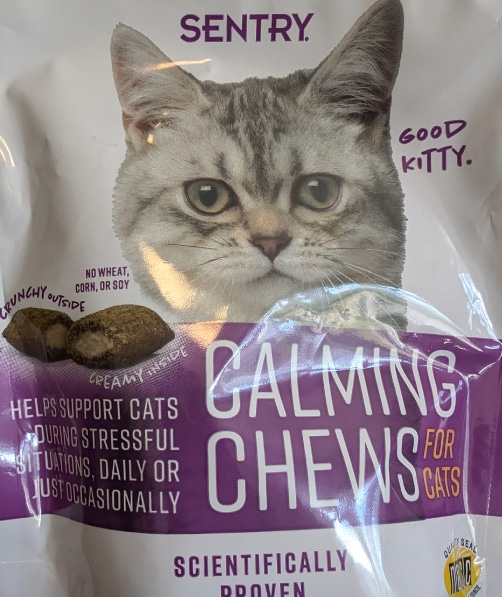 SENTRY.
GOOD
KITTY.
NO WHEAT,
CORN, OR SOY
CRUNCHY OUTSIDE
CREAMY INSIDE
CALMING
CHEWS
FOR
CATS
HELPS SUPPORT CATS
DURING STRESSFUL
SITUATIONS, DAILY OR
JUST OCCASIONALLY
SCIENTIFICALLY
PROVEN